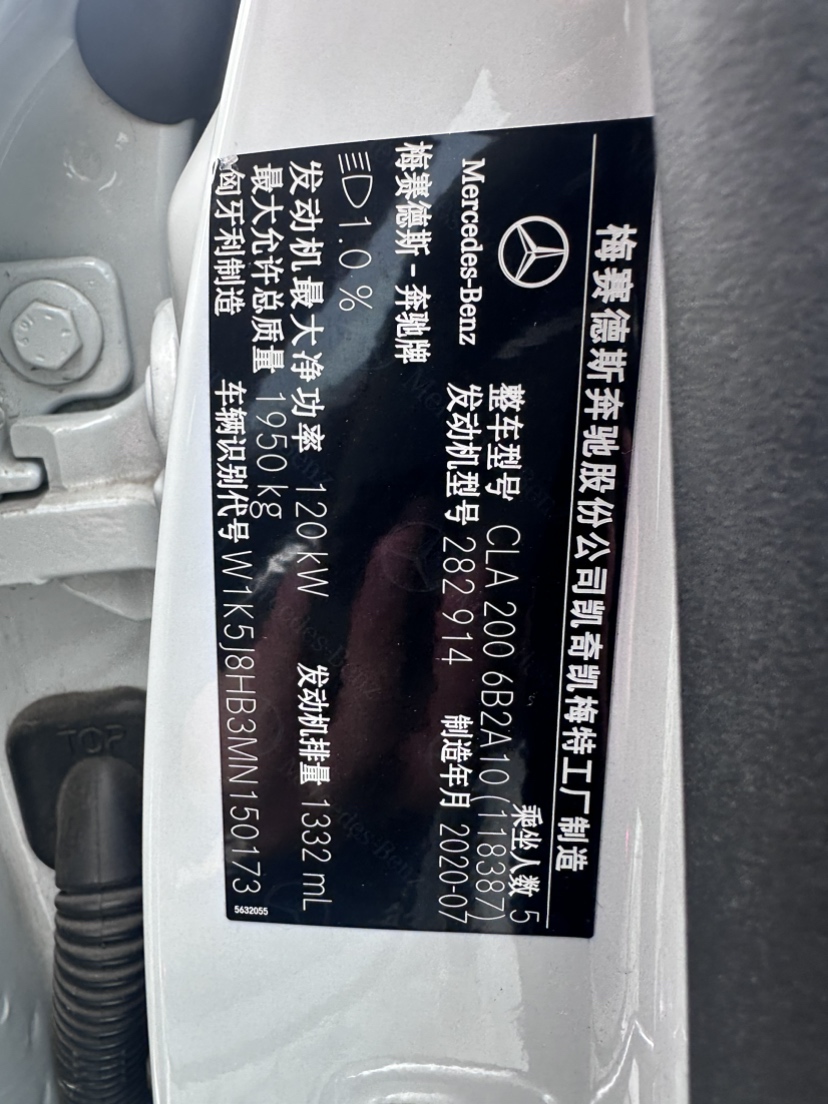 梅赛德斯奔驰股份公司凯奇凯梅特工厂制造
乘坐人数 5
Mercedes-Benz
整车型号 CLA 200 6B2A10 (118387)
梅赛德斯-奔驰牌
发动机型号 282 914 制造年月 2020-07
1.0 %
发动机最大净功率 120 kW 发动机排量 1332 mL
最大允许总质量 1950 kg
匈牙利制造 车辆识别代号 W1K5J8HB3MN150173
5632055
TOP
8.8